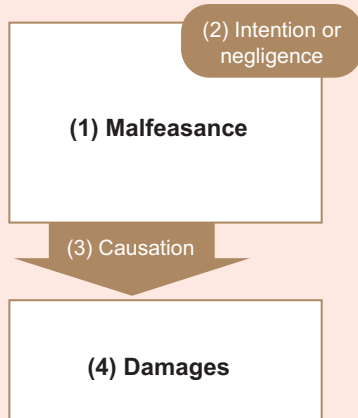 (2) Intention or
negligence
(1) Malfeasance
(3) Causation
(4) Damages